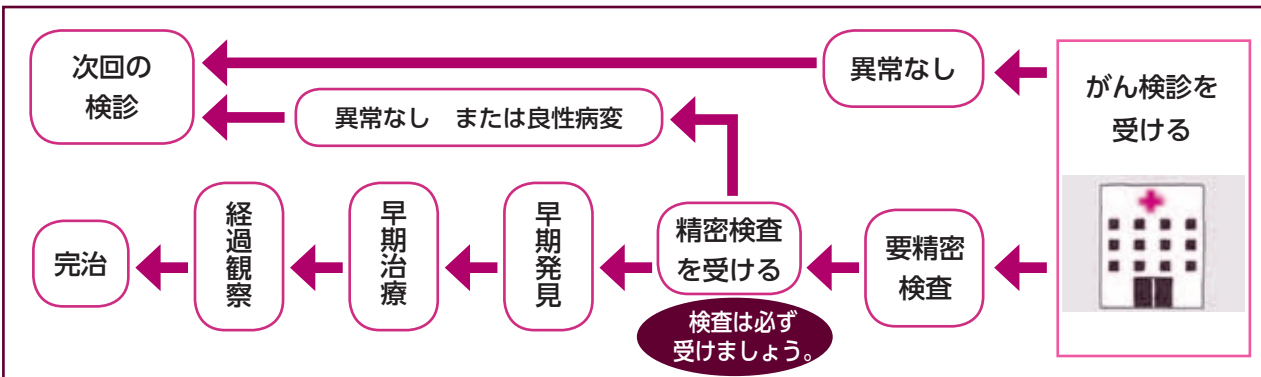 がん検診を
受ける
異常なし
次回の
検診
異常なし　または良性病変
要精密
検査
精密検査
を受ける
検査は必ず
受けましょう。
早期発見
早期治療
経過観察
完治